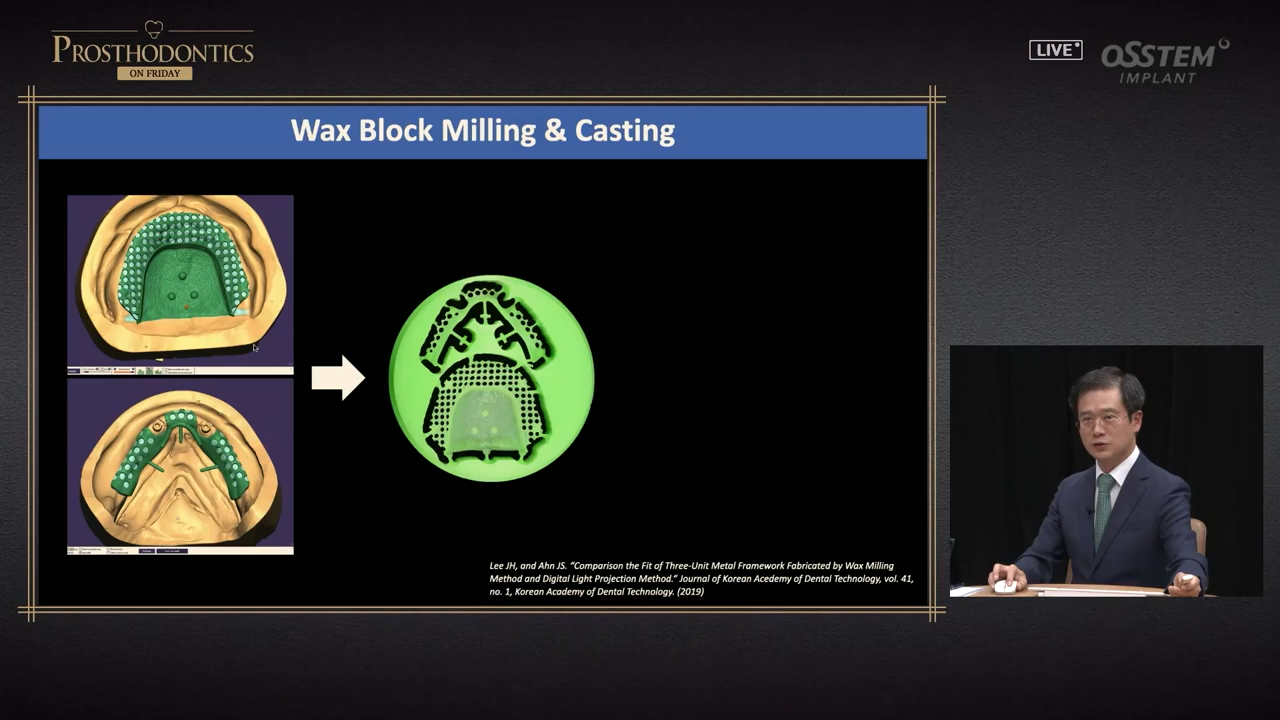 PROSTHODONTICS
ON FRIDAY
LIVE
OSSTEM
IMPLANT
Wax Block Milling & Casting
Lee JH, and Ahn JS. “Comparison the Fit of Three-Unit Metal Framework Fabricated by Wax Milling
Method and Digital Light Projection Method.” Journal of Korean Acedemy of Dental Technology, vol. 41,
no. 1, Korean Academy of Dental Technology. (2019)